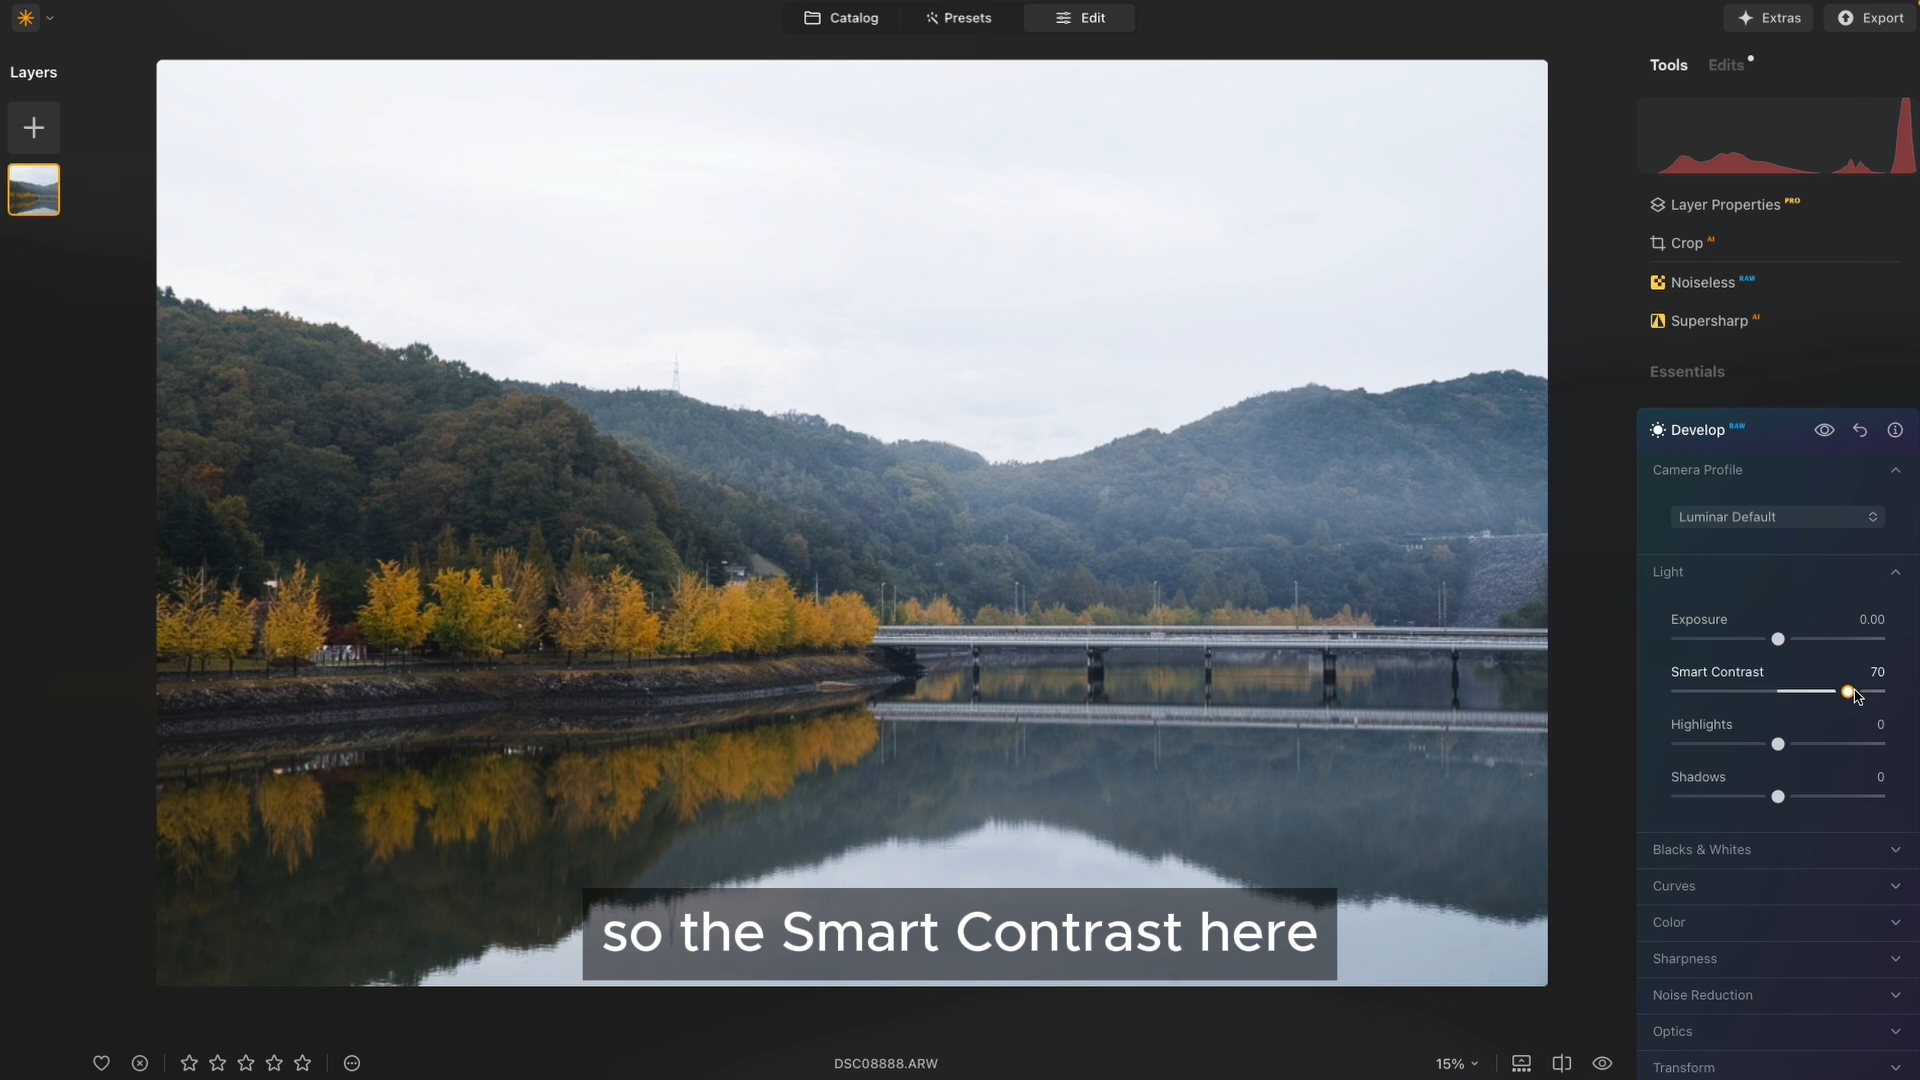 Catalog
Presets
Edit
Extras
Export
Layers
Tools
Edits
Layer Properties PRO
Crop AI
Noiseless RAW
Supersharp AI
Essentials
Develop RAW
Camera Profile
Luminar Default
Light
Exposure 0.00
Smart Contrast 70
Highlights 0
Shadows 0
Blacks & Whites
Curves
Color
Sharpness
Noise Reduction
Optics
Transform
so the Smart Contrast here
DSC08888.ARW
15%